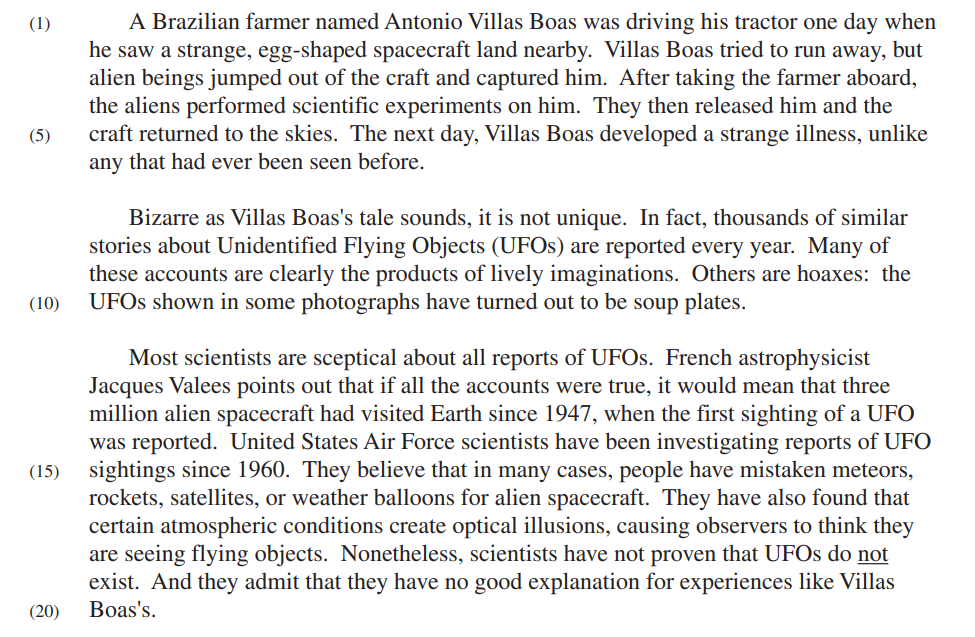 (1) A Brazilian farmer named Antonio Villas Boas was driving his tractor one day when
he saw a strange, egg-shaped spacecraft land nearby. Villas Boas tried to run away, but
alien beings jumped out of the craft and captured him. After taking the farmer aboard,
the aliens performed scientific experiments on him. They then released him and the
(5) craft returned to the skies. The next day, Villas Boas developed a strange illness, unlike
any that had ever been seen before.
Bizarre as Villas Boas's tale sounds, it is not unique. In fact, thousands of similar
stories about Unidentified Flying Objects (UFOs) are reported every year. Many of
these accounts are clearly the products of lively imaginations. Others are hoaxes: the
(10) UFOs shown in some photographs have turned out to be soup plates.
Most scientists are sceptical about all reports of UFOs. French astrophysicist
Jacques Valees points out that if all the accounts were true, it would mean that three
million alien spacecraft had visited Earth since 1947, when the first sighting of a UFO
was reported. United States Air Force scientists have been investigating reports of UFO
(15) sightings since 1960. They believe that in many cases, people have mistaken meteors,
rockets, satellites, or weather balloons for alien spacecraft. They have also found that
certain atmospheric conditions create optical illusions, causing observers to think they
are seeing flying objects. Nonetheless, scientists have not proven that UFOs do not
exist. And they admit that they have no good explanation for experiences like Villas
(20) Boas's.